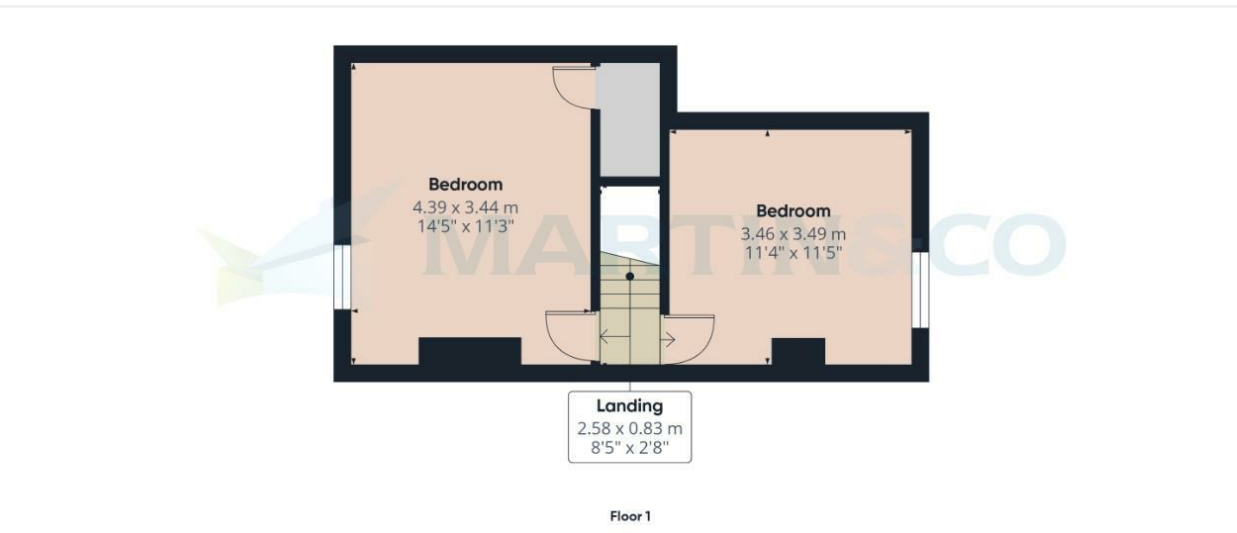 Bedroom
4.39 x 3.44 m
14'5" x 11'3"
Bedroom
3.46 x 3.49 m
11'4" x 11'5"
MARTIN&CO
Landing
2.58 x 0.83 m
8'5" x 2'8"
Floor 1